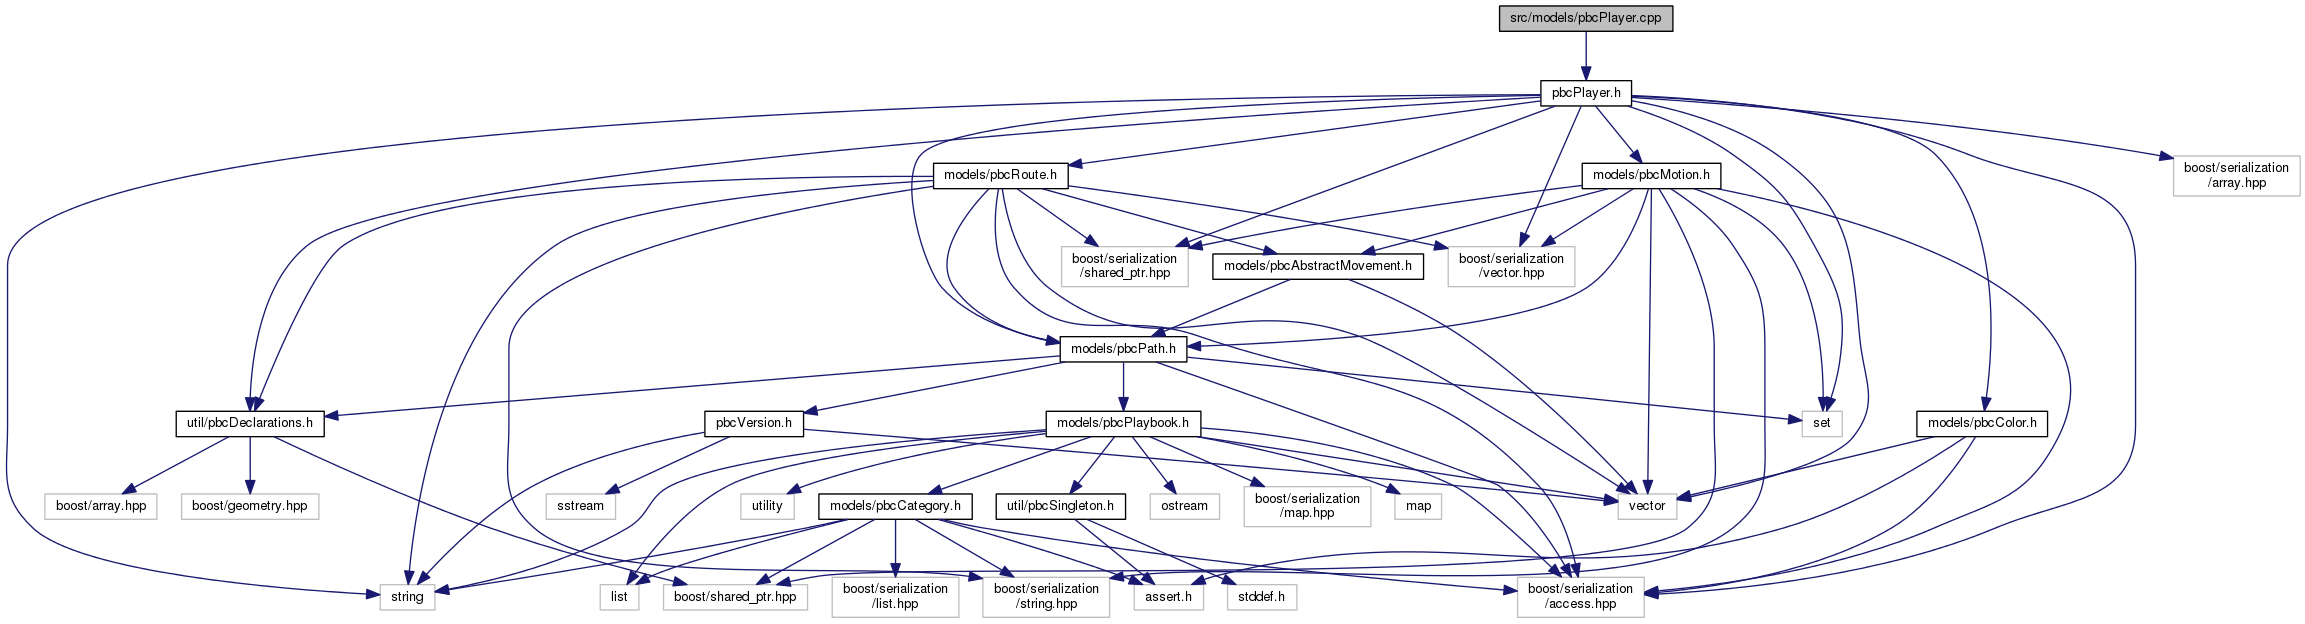 src/models/pbcPlayer.cpp
pbcPlayer.h
models/pbcRoute.h
models/pbcMotion.h
boost/serialization
/array.hpp
boost/serialization
/shared_ptr.hpp
models/pbcAbstractMovement.h
boost/serialization
/vector.hpp
models/pbcPath.h
util/pbcDeclarations.h
pbcVersion.h
models/pbcPlaybook.h
set
models/pbcColor.h
boost/array.hpp
boost/geometry.hpp
sstream
utility
models/pbcCategory.h
util/pbcSingleton.h
ostream
boost/serialization
/map.hpp
map
vector
string
list
boost/shared_ptr.hpp
boost/serialization
/list.hpp
boost/serialization
/string.hpp
assert.h
stddef.h
boost/serialization
/access.hpp